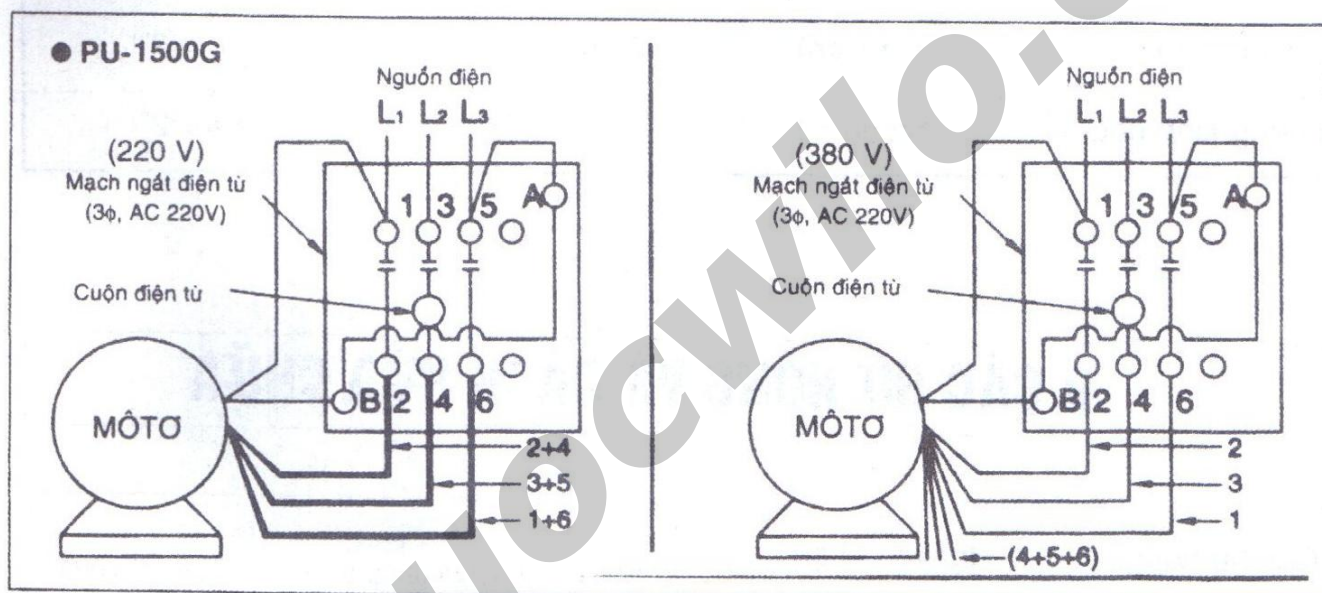 ● PU-1500G
Nguồn điện
L1 L2 L3
(220 V)
Mạch ngắt điện từ
(3φ, AC 220V)
1 3 5 A
Cuộn điện từ
B 2 4 6
MÔTƠ
2+4
3+5
1+6
Nguồn điện
L1 L2 L3
(380 V)
Mạch ngắt điện từ
(3φ, AC 220V)
1 3 5 A
Cuộn điện từ
B 2 4 6
MÔTƠ
2
3
1
(4+5+6)